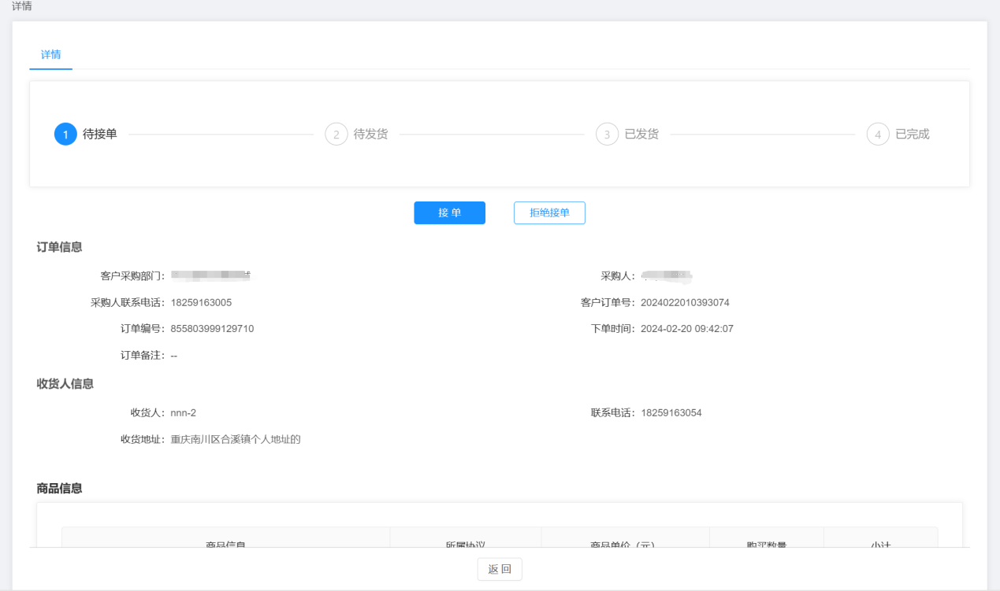 详情
详情
1 待接单 2 待发货 3 已发货 4 已完成
接 单 拒绝接单
订单信息
客户采购部门： 采购人：
采购人联系电话：18259163005 客户订单号：2024022010393074
订单编号：855803999129710 下单时间：2024-02-20 09:42:07
订单备注：--
收货人信息
收货人：nnn-2 联系电话：18259163054
收货地址：重庆南川区合溪镇个人地址的
商品信息
商品信息 所属协议 商品单价（元） 购买数量 小计
返 回